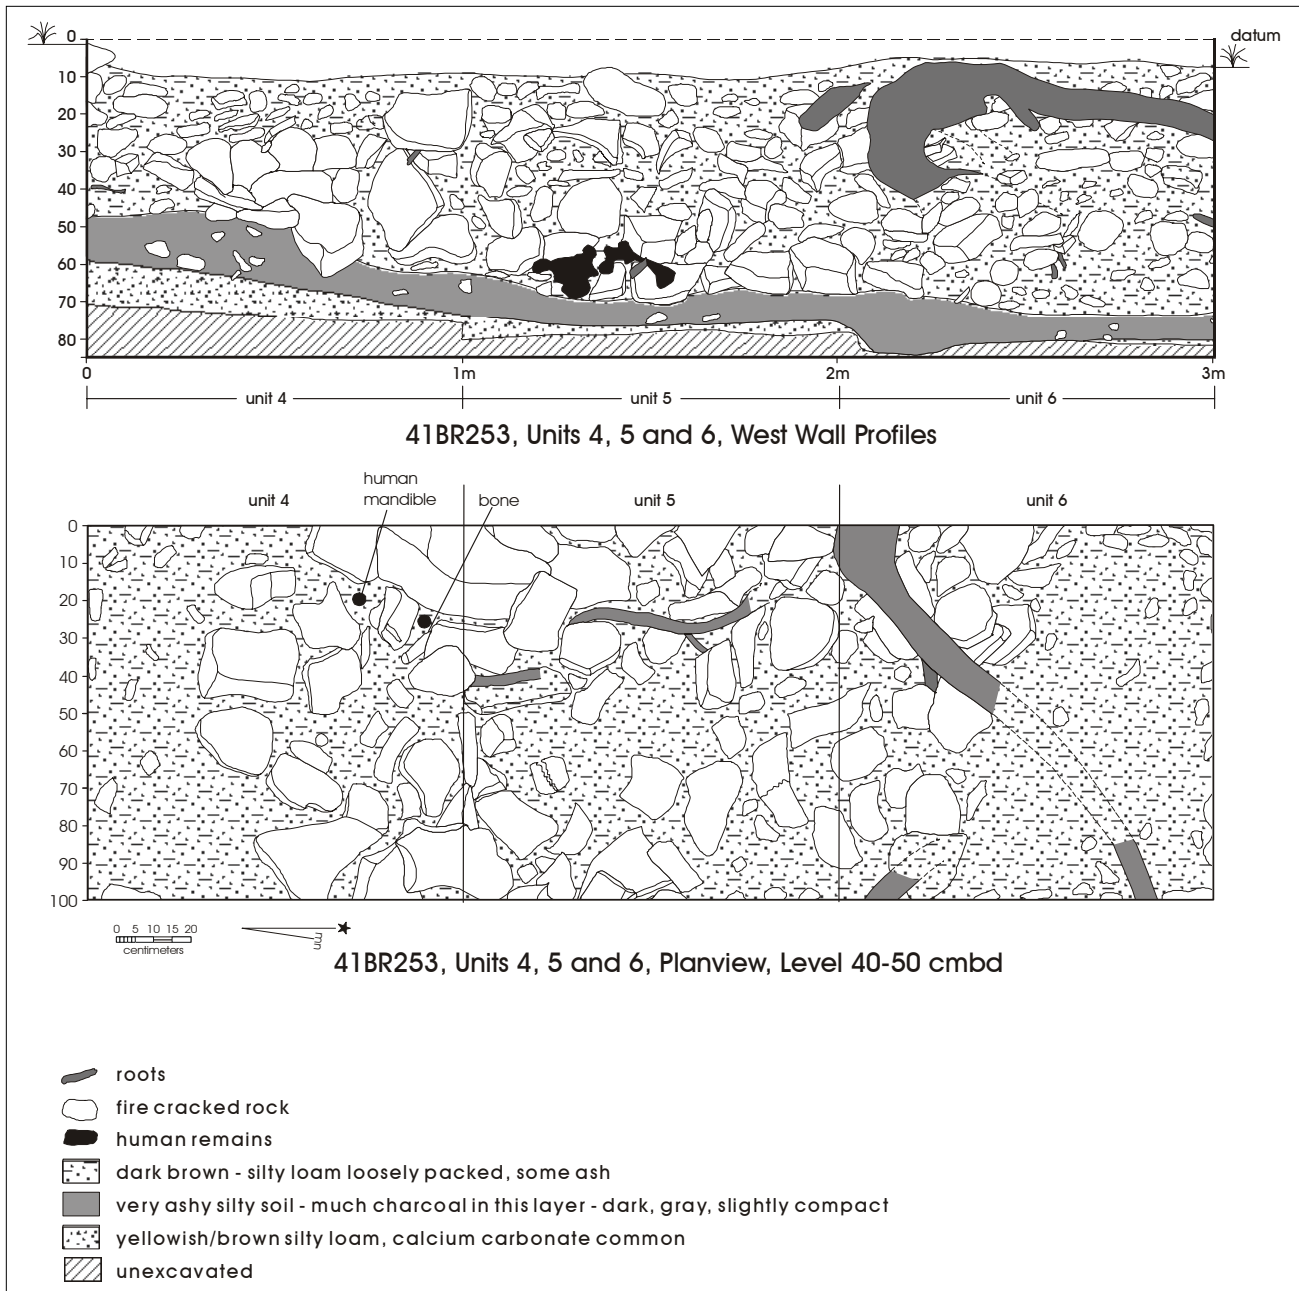 0
datum
10
20
30
40
50
60
70
80
0 1m 2m 3m
unit 4 unit 5 unit 6
41BR253, Units 4, 5 and 6, West Wall Profiles
human
mandible
bone
unit 4 unit 5 unit 6
0
10
20
30
40
50
60
70
80
90
100
0 5 10 15 20
centimeters
41BR253, Units 4, 5 and 6, Planview, Level 40-50 cmbd
roots
fire cracked rock
human remains
dark brown - silty loam loosely packed, some ash
very ashy silty soil - much charcoal in this layer - dark, gray, slightly compact
yellowish/brown silty loam, calcium carbonate common
unexcavated